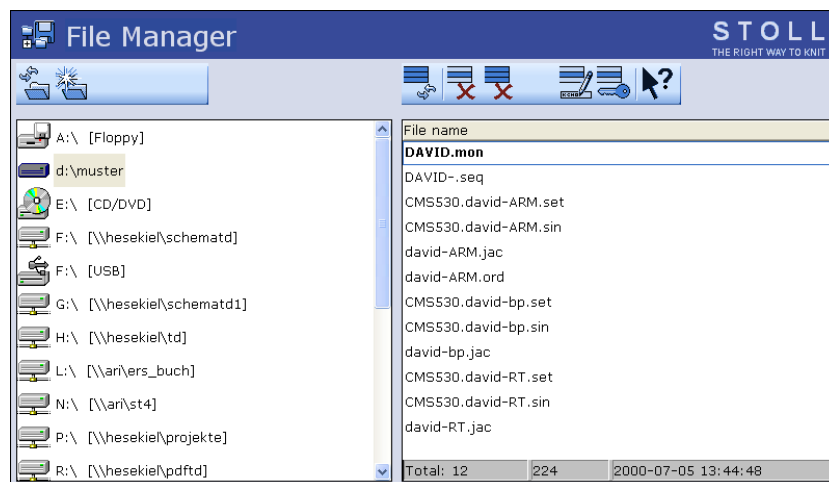 File Manager
STOLL
THE RIGHT WAY TO KNIT
A:\ [Floppy]
d:\muster
E:\ [CD/DVD]
F:\ [\\hesekiel\schematd]
F:\ [USB]
G:\ [\\hesekiel\schematd1]
H:\ [\\hesekiel\td]
L:\ [\\ari\ers_buch]
N:\ [\\ari\st4]
P:\ [\\hesekiel\projekte]
R:\ [\\hesekiel\pdftd]
ECHO
?
File name
DAVID.mon
DAVID-.seq
CMS530.david-ARM.set
CMS530.david-ARM.sin
david-ARM.jac
david-ARM.ord
CMS530.david-bp.set
CMS530.david-bp.sin
david-bp.jac
CMS530.david-RT.set
CMS530.david-RT.sin
david-RT.jac
Total: 12 224 2000-07-05 13:44:48